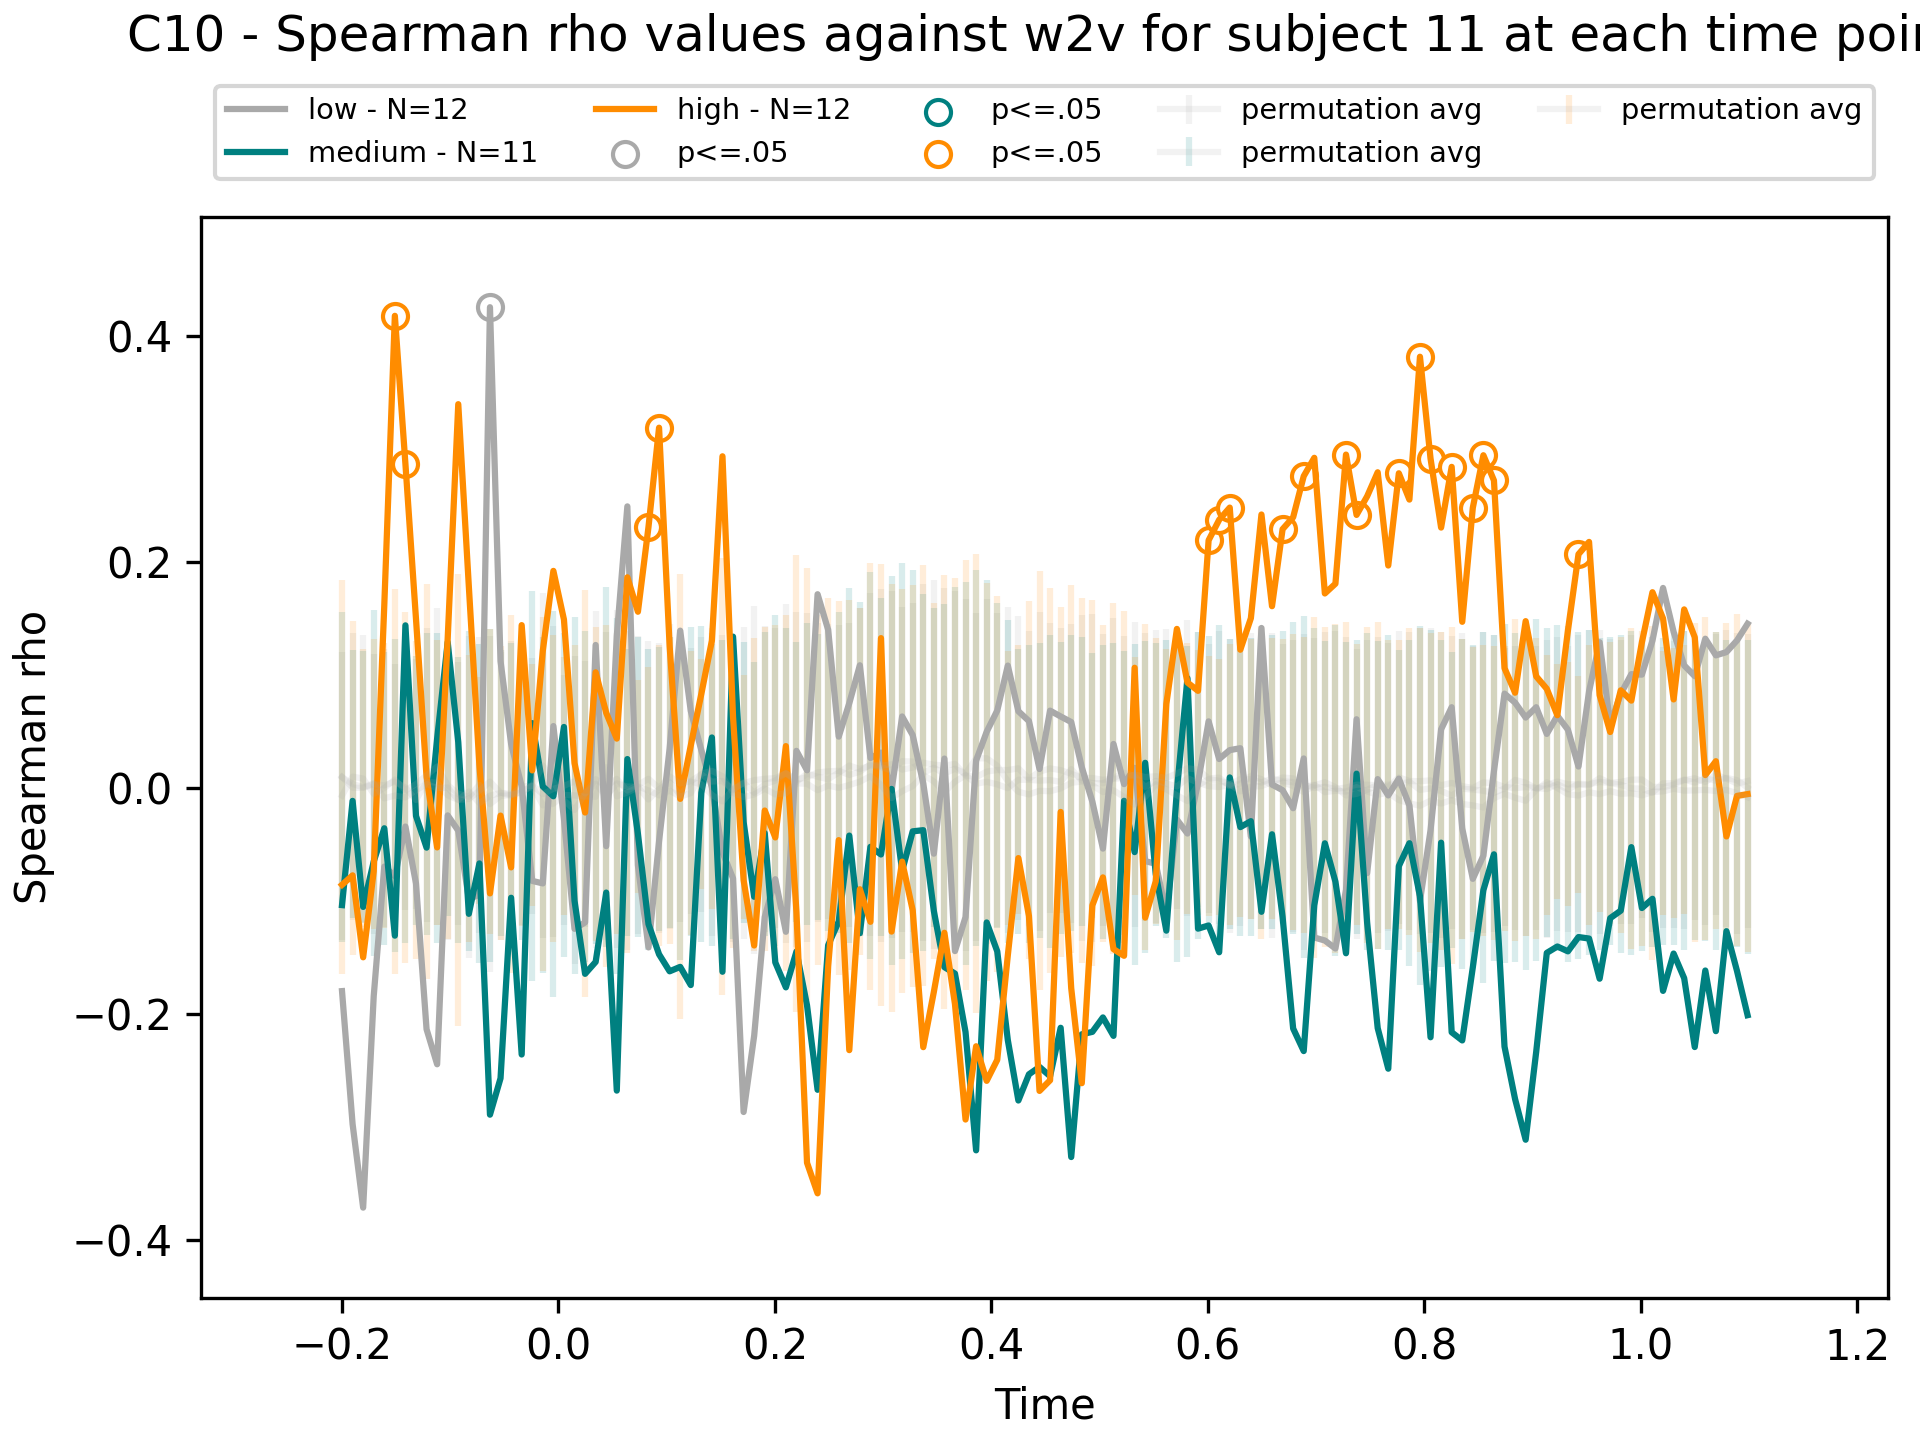 C10 - Spearman rho values against w2v for subject 11 at each time poi
low - N=12 high - N=12 p<=.05 permutation avg permutation avg
medium - N=11 p<=.05 p<=.05 permutation avg
Spearman rho
0.4
0.2
0.0
−0.2
−0.4
−0.2 0.0 0.2 0.4 0.6 0.8 1.0 1.2
Time